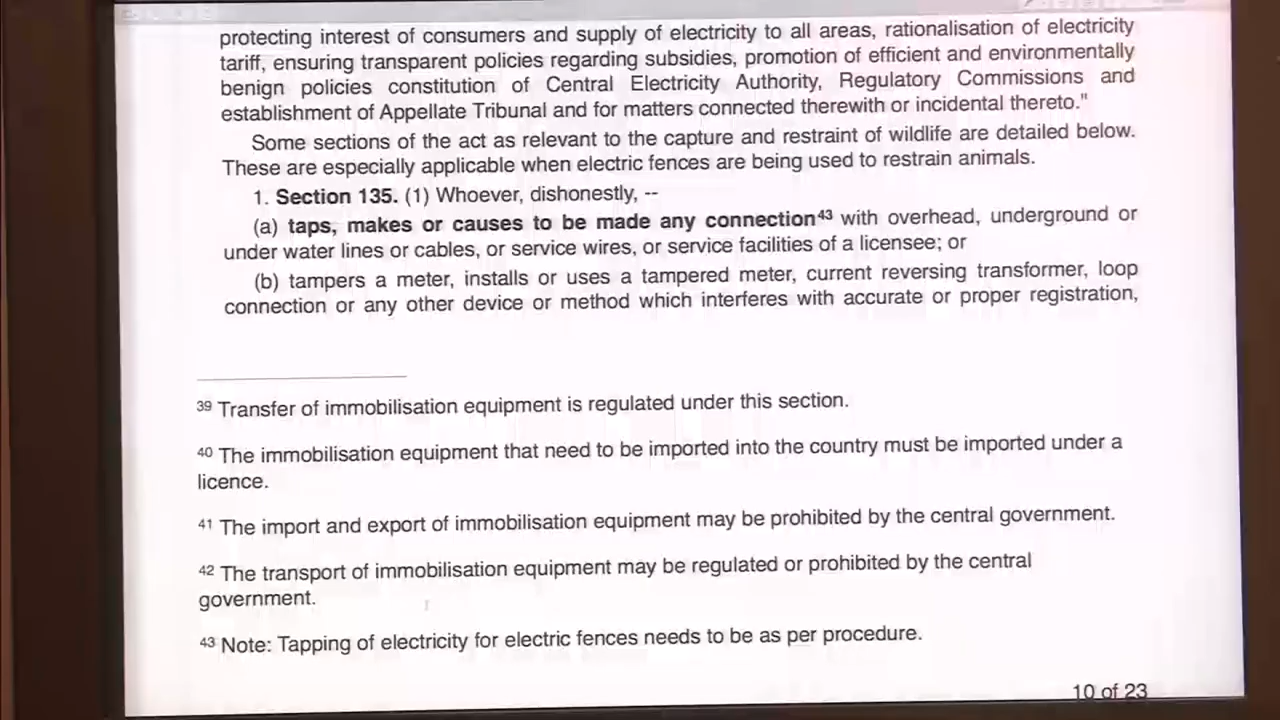 protecting interest of consumers and supply of electricity to all areas, rationalisation of electricity
tariff, ensuring transparent policies regarding subsidies, promotion of efficient and environmentally
benign policies constitution of Central Electricity Authority, Regulatory Commissions and
establishment of Appellate Tribunal and for matters connected therewith or incidental thereto."
Some sections of the act as relevant to the capture and restraint of wildlife are detailed below.
These are especially applicable when electric fences are being used to restrain animals.
1. Section 135. (1) Whoever, dishonestly, --
(a) taps, makes or causes to be made any connection⁴³ with overhead, underground or
under water lines or cables, or service wires, or service facilities of a licensee; or
(b) tampers a meter, installs or uses a tampered meter, current reversing transformer, loop
connection or any other device or method which interferes with accurate or proper registration,
³⁹ Transfer of immobilisation equipment is regulated under this section.
⁴⁰ The immobilisation equipment that need to be imported into the country must be imported under a
licence.
⁴¹ The import and export of immobilisation equipment may be prohibited by the central government.
⁴² The transport of immobilisation equipment may be regulated or prohibited by the central
government.
⁴³ Note: Tapping of electricity for electric fences needs to be as per procedure.
10 of 23